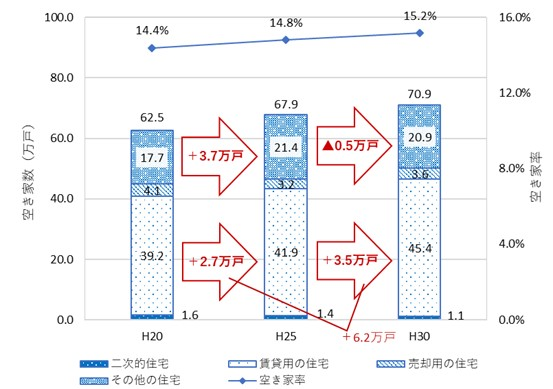 14.4%
14.8%
15.2%
100.0
80.0
60.0
40.0
20.0
0.0
空き家数（万戸）
16.0%
12.0%
8.0%
4.0%
0.0%
空き家率
62.5
67.9
70.9
17.7
＋3.7万戸
21.4
▲0.5万戸
20.9
4.1
3.2
3.6
39.2
＋2.7万戸
41.9
＋3.5万戸
45.4
1.6
1.4
1.1
＋6.2万戸
H20
H25
H30
二次的住宅
賃貸用の住宅
売却用の住宅
その他の住宅
空き家率